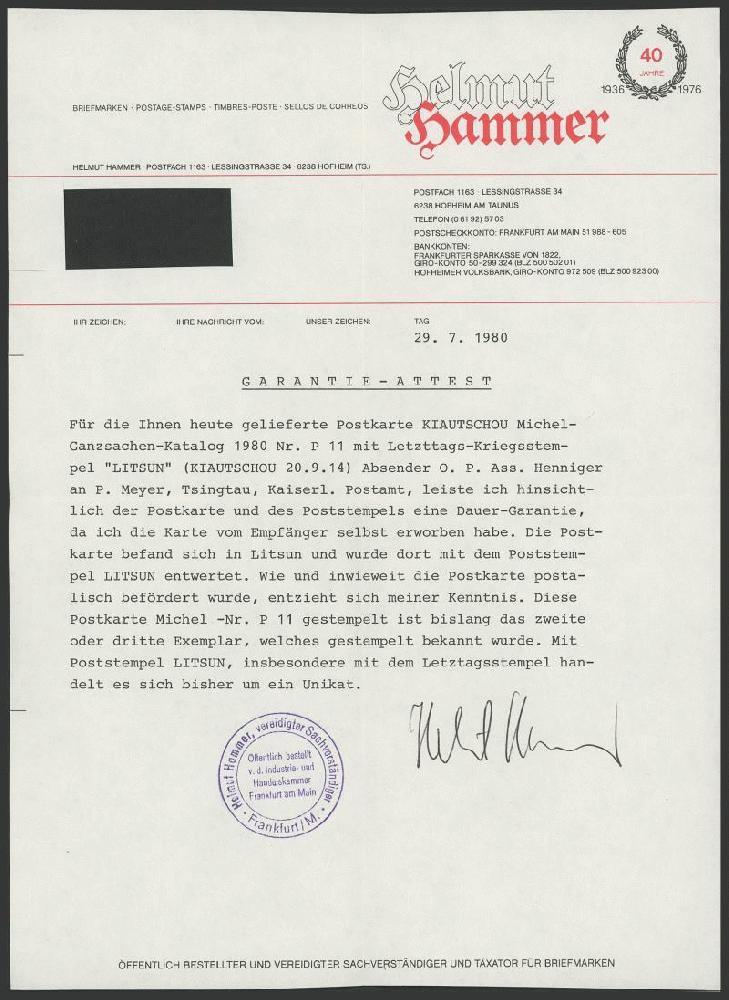 40
JAHRE
1936 1976
Helmut
Hammer
BRIEFMARKEN · POSTAGE-STAMPS · TIMBRES-POSTE · SELLOS DE CORREOS
HELMUT HAMMER POSTFACH 1163 · LESSINGSTRASSE 34 · 6238 HOFHEIM (TS.)
POSTFACH 1163 · LESSINGSTRASSE 34
6238 HOFHEIM AM TAUNUS
TELEFON (0 61 92) 57 03
POSTSCHECKKONTO: FRANKFURT AM MAIN 51 988 - 605
BANKKONTEN:
FRANKFURTER SPARKASSE VON 1822,
GIRO-KONTO 50-299 324 (BLZ 500 502 01)
HOFHEIMER VOLKSBANK, GIRO-KONTO 972 509 (BLZ 500 923 00)
IHR ZEICHEN: IHRE NACHRICHT VOM: UNSER ZEICHEN: TAG
29. 7. 1980
GARANTIE-ATTEST
Für die Ihnen heute gelieferte Postkarte KIAUTSCHOU Michel-
Ganzsachen-Katalog 1980 Nr. P 11 mit Letzttags-Kriegsstem-
pel "LITSUN" (KIAUTSCHOU 20.9.14) Absender O. P. Ass. Henniger
an P. Meyer, Tsingtau, Kaiserl. Postamt, leiste ich hinsicht-
lich der Postkarte und des Poststempels eine Dauer-Garantie,
da ich die Karte vom Empfänger selbst erworben habe. Die Post-
karte befand sich in Litsun und wurde dort mit dem Poststem-
pel LITSUN entwertet. Wie und inwieweit die Postkarte posta-
lisch befördert wurde, entzieht sich meiner Kenntnis. Diese
Postkarte Michel -Nr. P 11 gestempelt ist bislang das zweite
oder dritte Exemplar, welches gestempelt bekannt wurde. Mit
Poststempel LITSUN, insbesondere mit dem Letztagsstempel han-
delt es sich bisher um ein Unikat.
Helmut Hammer, vereidigter Sachverständiger
· Frankfurt/M. ·
Öffentlich bestellt
v. d. Industrie- und
Handelskammer
Frankfurt am Main
ÖFFENTLICH BESTELLTER UND VEREIDIGTER SACHVERSTÄNDIGER UND TAXATOR FÜR BRIEFMARKEN